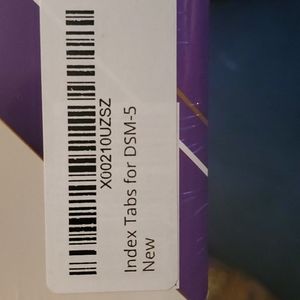 X00210UZSZ
Index Tabs for DSM-5
New